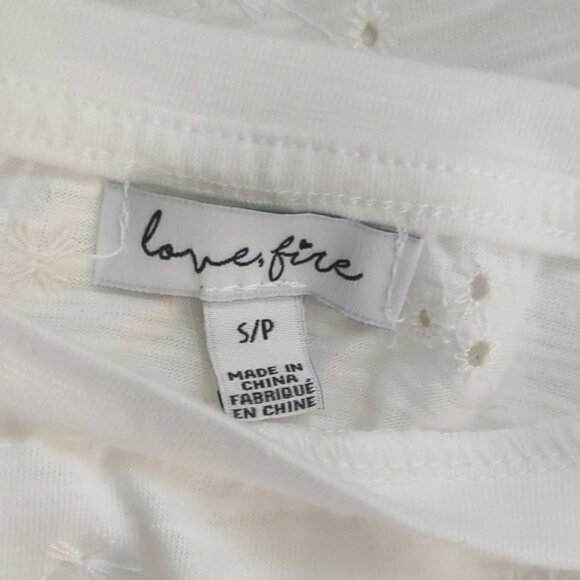 love, fire
S/P
MADE IN
CHINA
FABRIQUÉ
EN CHINE